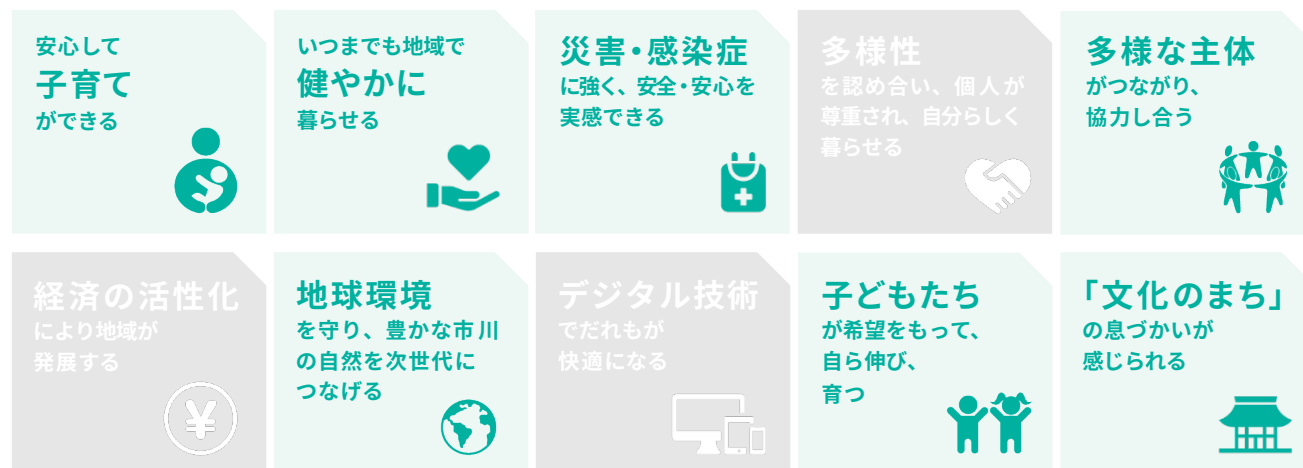 安心して
子育て
ができる
いつまでも地域で
健やかに
暮らせる
災害・感染症
に強く、安全・安心を
実感できる
多様性
を認め合い、個人が
尊重され、自分らしく
暮らせる
多様な主体
がつながり、
協力し合う
経済の活性化
により地域が
発展する
地球環境
を守り、豊かな市川
の自然を次世代に
つなげる
デジタル技術
でだれもが
快適になる
子どもたち
が希望をもって、
自ら伸び、
育つ
「文化のまち」
の息づかいが
感じられる